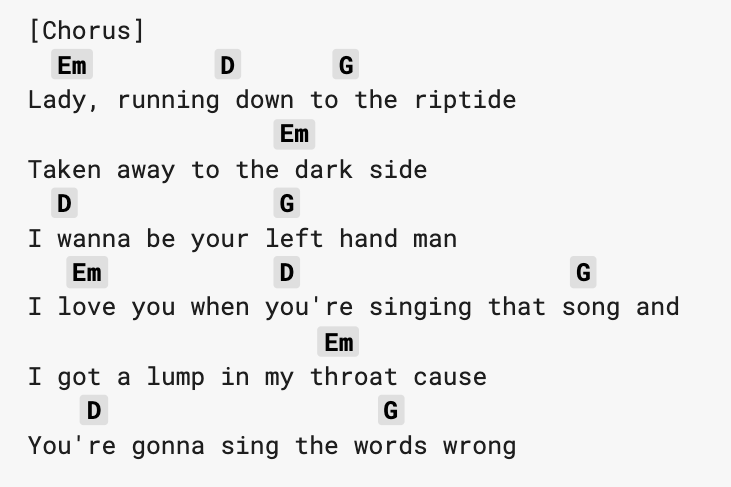 [Chorus]
Em D G
Lady, running down to the riptide
Em
Taken away to the dark side
D G
I wanna be your left hand man
Em D G
I love you when you're singing that song and
Em
I got a lump in my throat cause
D G
You're gonna sing the words wrong